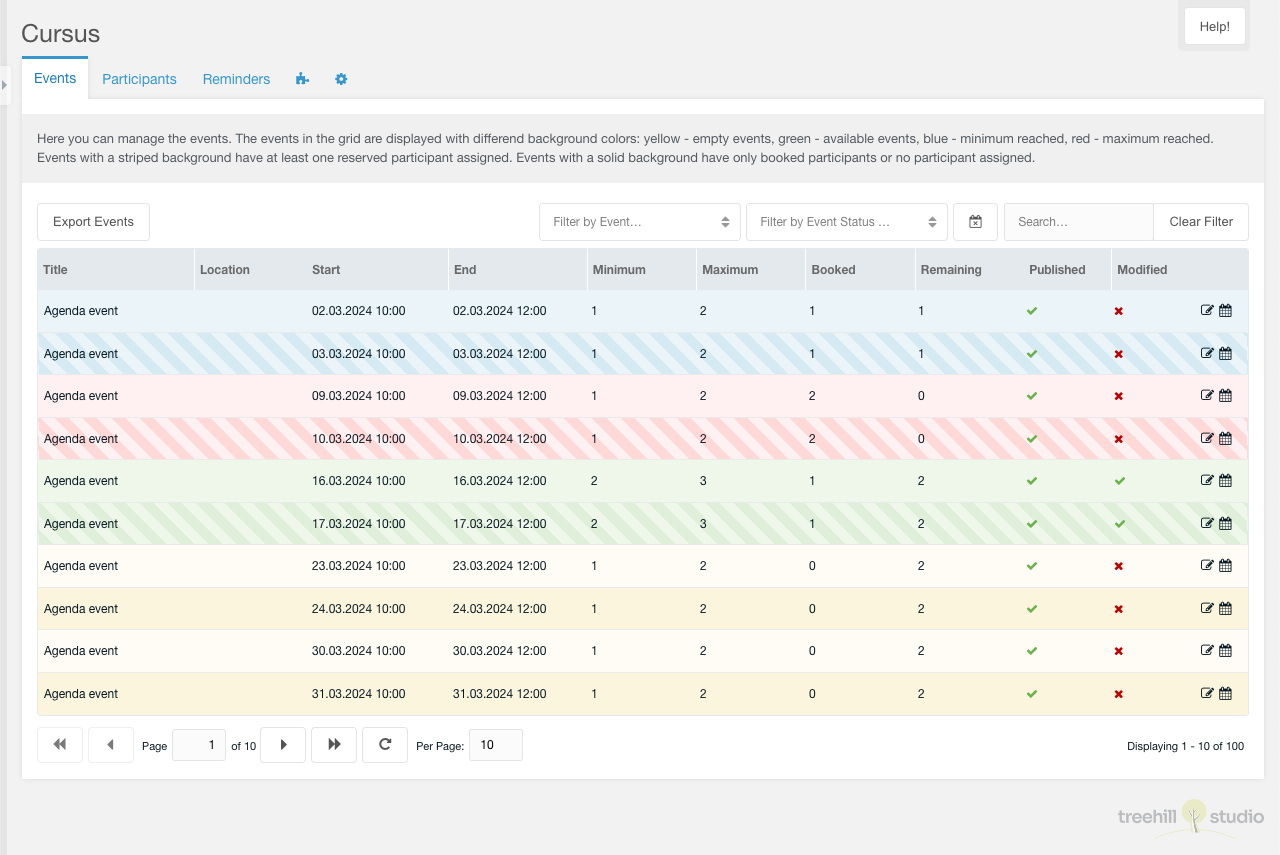 Cursus
Help!
Events Participants Reminders
Here you can manage the events. The events in the grid are displayed with differend background colors: yellow - empty events, green - available events, blue - minimum reached, red - maximum reached.
Events with a striped background have at least one reserved participant assigned. Events with a solid background have only booked participants or no participant assigned.
Export Events Filter by Event... Filter by Event Status ... Search... Clear Filter
Title Location Start End Minimum Maximum Booked Remaining Published Modified
Agenda event 02.03.2024 10:00 02.03.2024 12:00 1 2 1 1
Agenda event 03.03.2024 10:00 03.03.2024 12:00 1 2 1 1
Agenda event 09.03.2024 10:00 09.03.2024 12:00 1 2 2 0
Agenda event 10.03.2024 10:00 10.03.2024 12:00 1 2 2 0
Agenda event 16.03.2024 10:00 16.03.2024 12:00 2 3 1 2
Agenda event 17.03.2024 10:00 17.03.2024 12:00 2 3 1 2
Agenda event 23.03.2024 10:00 23.03.2024 12:00 1 2 0 2
Agenda event 24.03.2024 10:00 24.03.2024 12:00 1 2 0 2
Agenda event 30.03.2024 10:00 30.03.2024 12:00 1 2 0 2
Agenda event 31.03.2024 10:00 31.03.2024 12:00 1 2 0 2
Page 1 of 10 Per Page: 10 Displaying 1 - 10 of 100
treehill studio